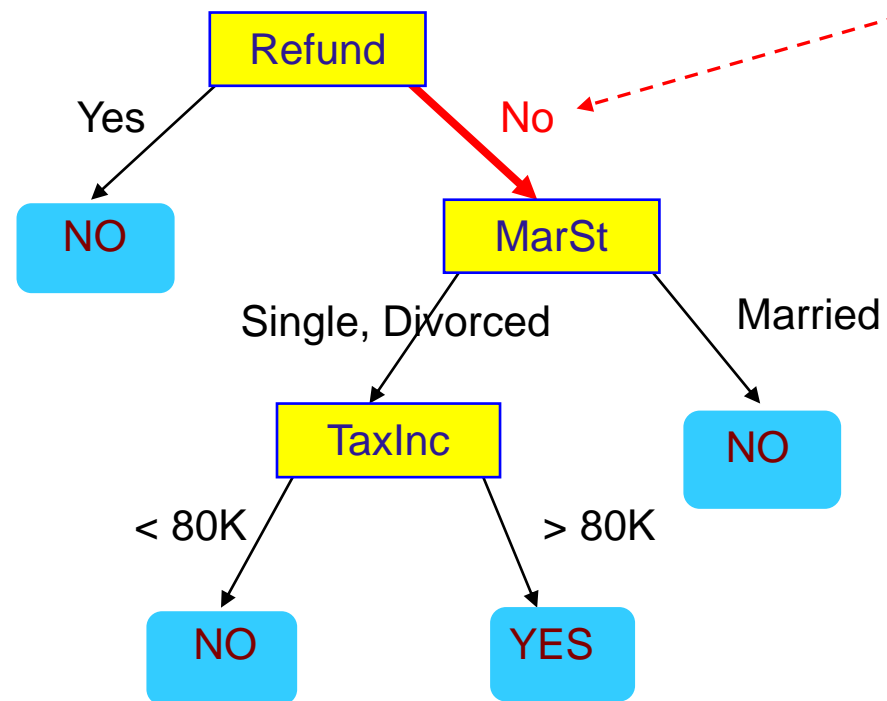 Refund
Yes
No
NO
MarSt
Single, Divorced
Married
TaxInc
NO
< 80K
> 80K
NO
YES